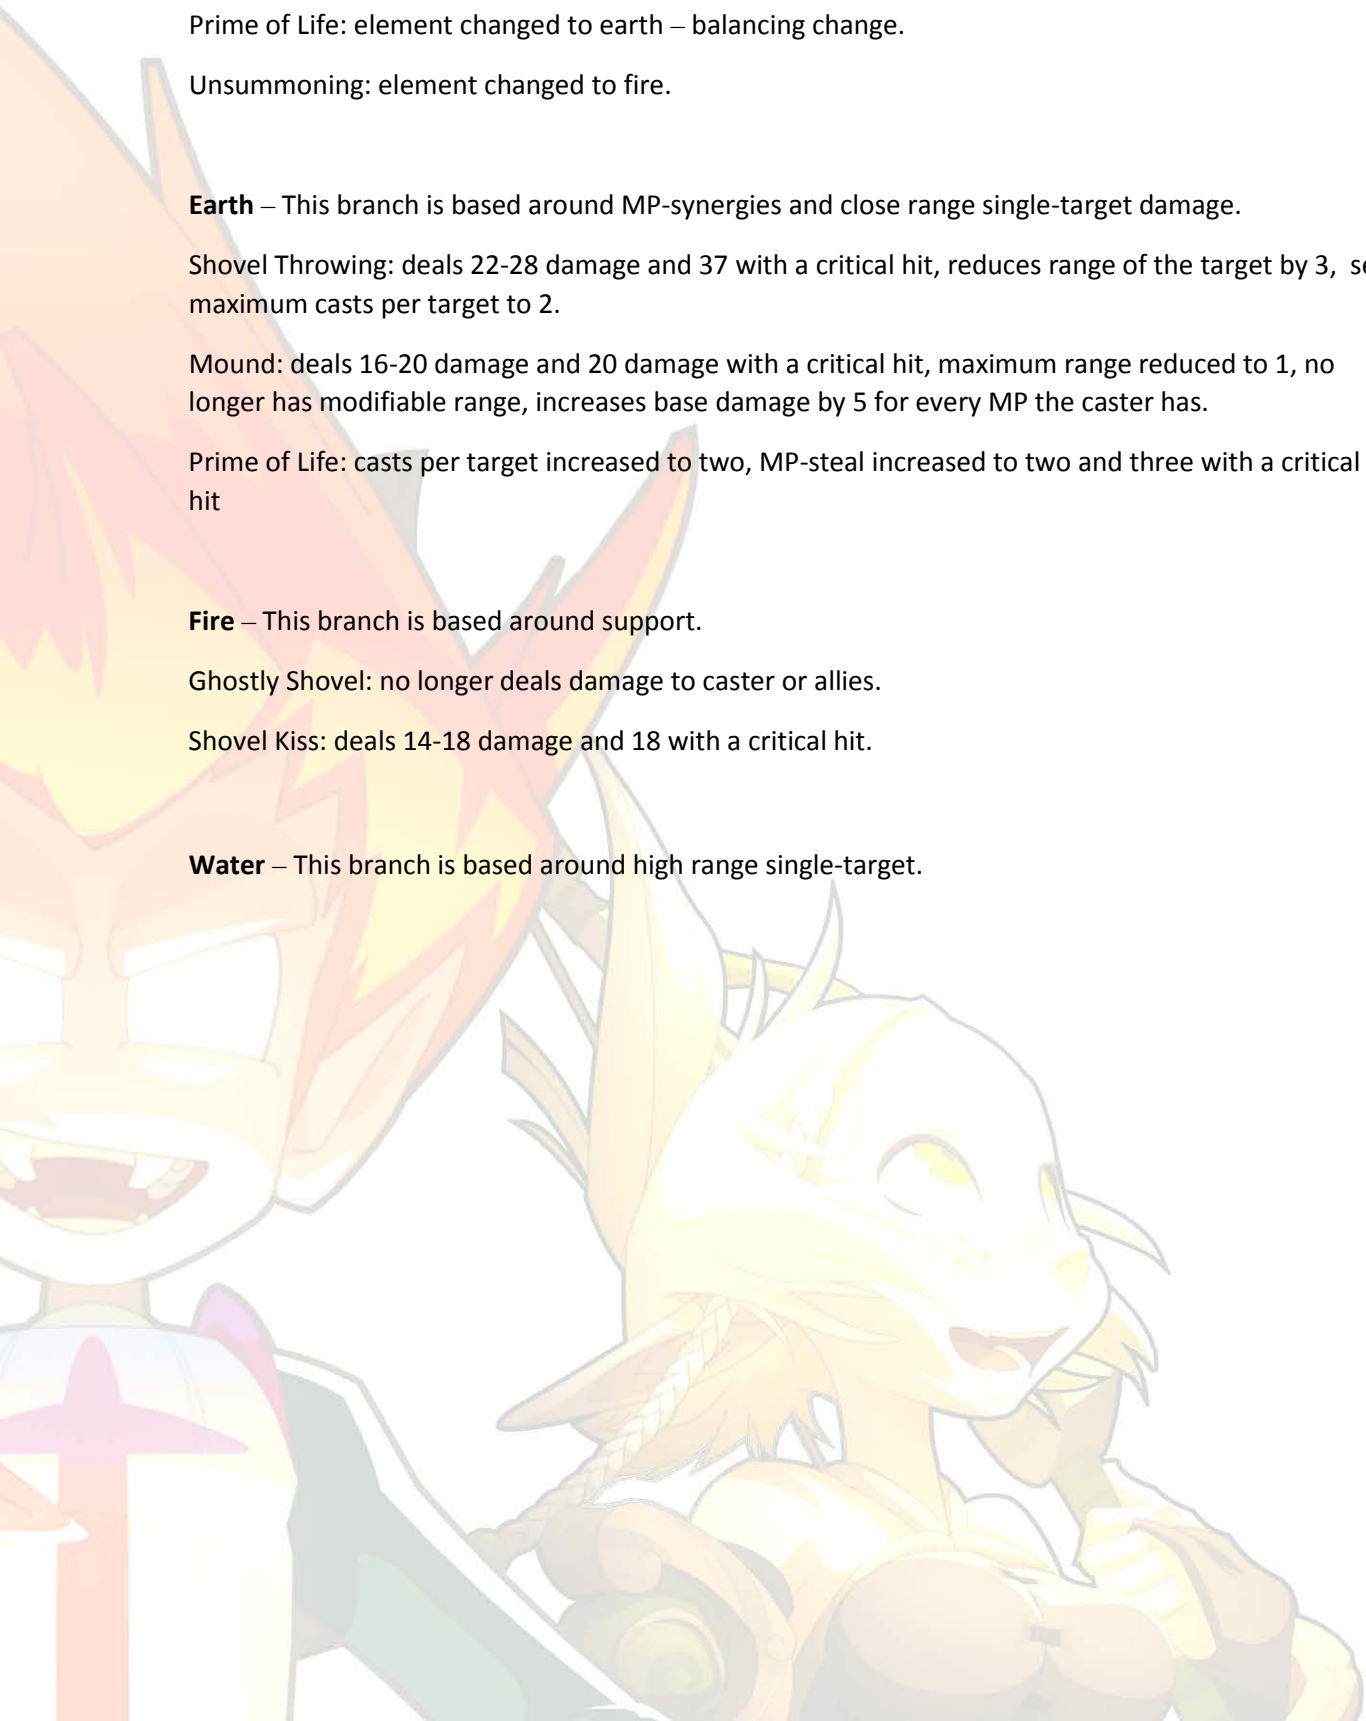 Prime of Life: element changed to earth – balancing change.
Unsummoning: element changed to fire.
Earth – This branch is based around MP-synergies and close range single-target damage.
Shovel Throwing: deals 22-28 damage and 37 with a critical hit, reduces range of the target by 3,
maximum casts per target to 2.
Mound: deals 16-20 damage and 20 damage with a critical hit, maximum range reduced to 1, no
longer has modifiable range, increases base damage by 5 for every MP the caster has.
Prime of Life: casts per target increased to two, MP-steal increased to two and three with a critical
hit
Fire – This branch is based around support.
Ghostly Shovel: no longer deals damage to caster or allies.
Shovel Kiss: deals 14-18 damage and 18 with a critical hit.
Water – This branch is based around high range single-target.